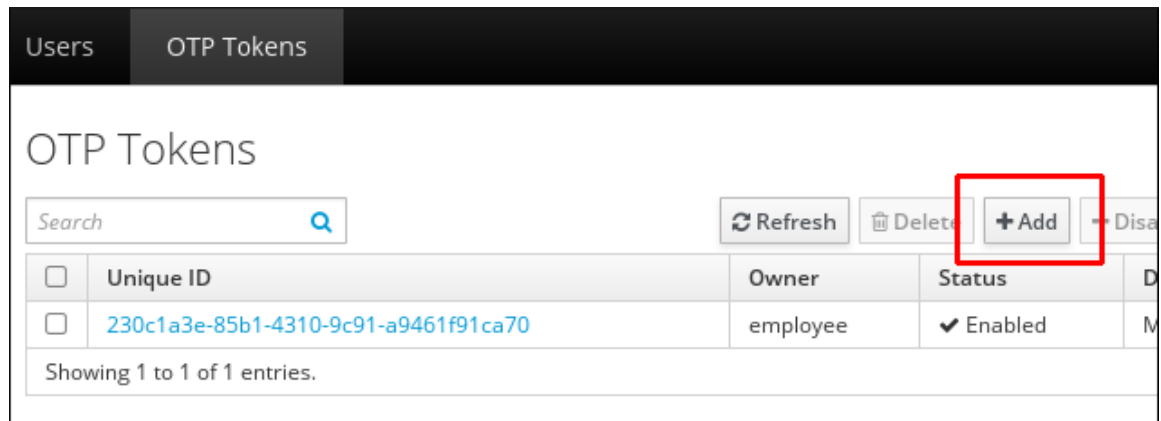 Users OTP Tokens
OTP Tokens
Search Refresh Delete +Add Disa
Unique ID Owner Status D
230c1a3e-85b1-4310-9c91-a9461f91ca70 employee Enabled M
Showing 1 to 1 of 1 entries.